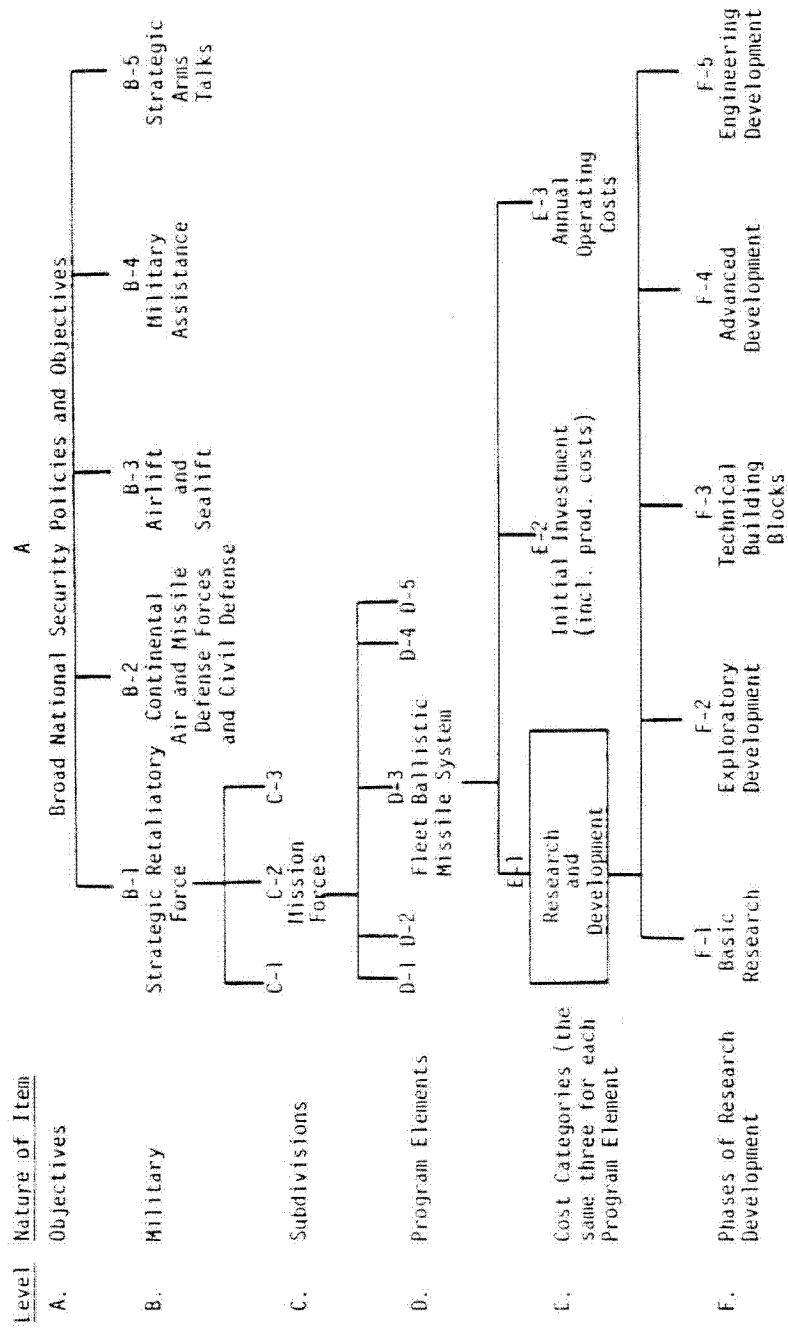 Level Nature of Item
A. Objectives
A
Broad National Security Policies and Objectives
B. Military
B-1
Strategic Retaliatory
Force
B-2
Continental
Air and Missile
Defense Forces
and Civil Defense
B-3
Airlift
and
Sealift
B-4
Military
Assistance
B-5
Strategic
Arms
Talks
C. Subdivisions
C-1
C-2
Mission
Forces
C-3
D. Program Elements
D-1
D-2
D-3
Fleet Ballistic
Missile System
D-4
D-5
E. Cost Categories (the
same three for each
Program Element
E-1
Research
and
Development
E-2
Initial Investment
(incl. prod. costs)
E-3
Annual
Operating
Costs
F. Phases of Research
Development
F-1
Basic
Research
F-2
Exploratory
Development
F-3
Technical
Building
Blocks
F-4
Advanced
Development
F-5
Engineering
Development